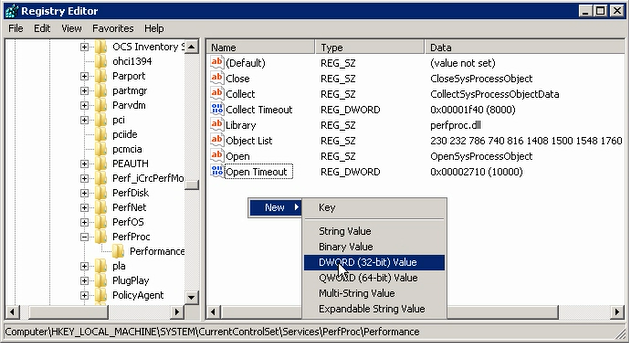 Registry Editor
File Edit View Favorites Help
OCS Inventory S
ohci1394
Parport
partmgr
Parvdm
pci
pciide
pcmcia
PEAUTH
Perf_iCrcPerfMo
PerfDisk
PerfNet
PerfOS
PerfProc
Performance
pla
PlugPlay
PolicyAgent
Name Type Data
(Default) REG_SZ (value not set)
Close REG_SZ CloseSysProcessObject
Collect REG_SZ CollectSysProcessObjectData
Collect Timeout REG_DWORD 0x00001f40 (8000)
Library REG_SZ perfproc.dll
Object List REG_SZ 230 232 786 740 816 1408 1500 1548 1760
Open REG_SZ OpenSysProcessObject
Open Timeout REG_DWORD 0x00002710 (10000)
New
Key
String Value
Binary Value
DWORD (32-bit) Value
QWORD (64-bit) Value
Multi-String Value
Expandable String Value
Computer\HKEY_LOCAL_MACHINE\SYSTEM\CurrentControlSet\Services\PerfProc\Performance